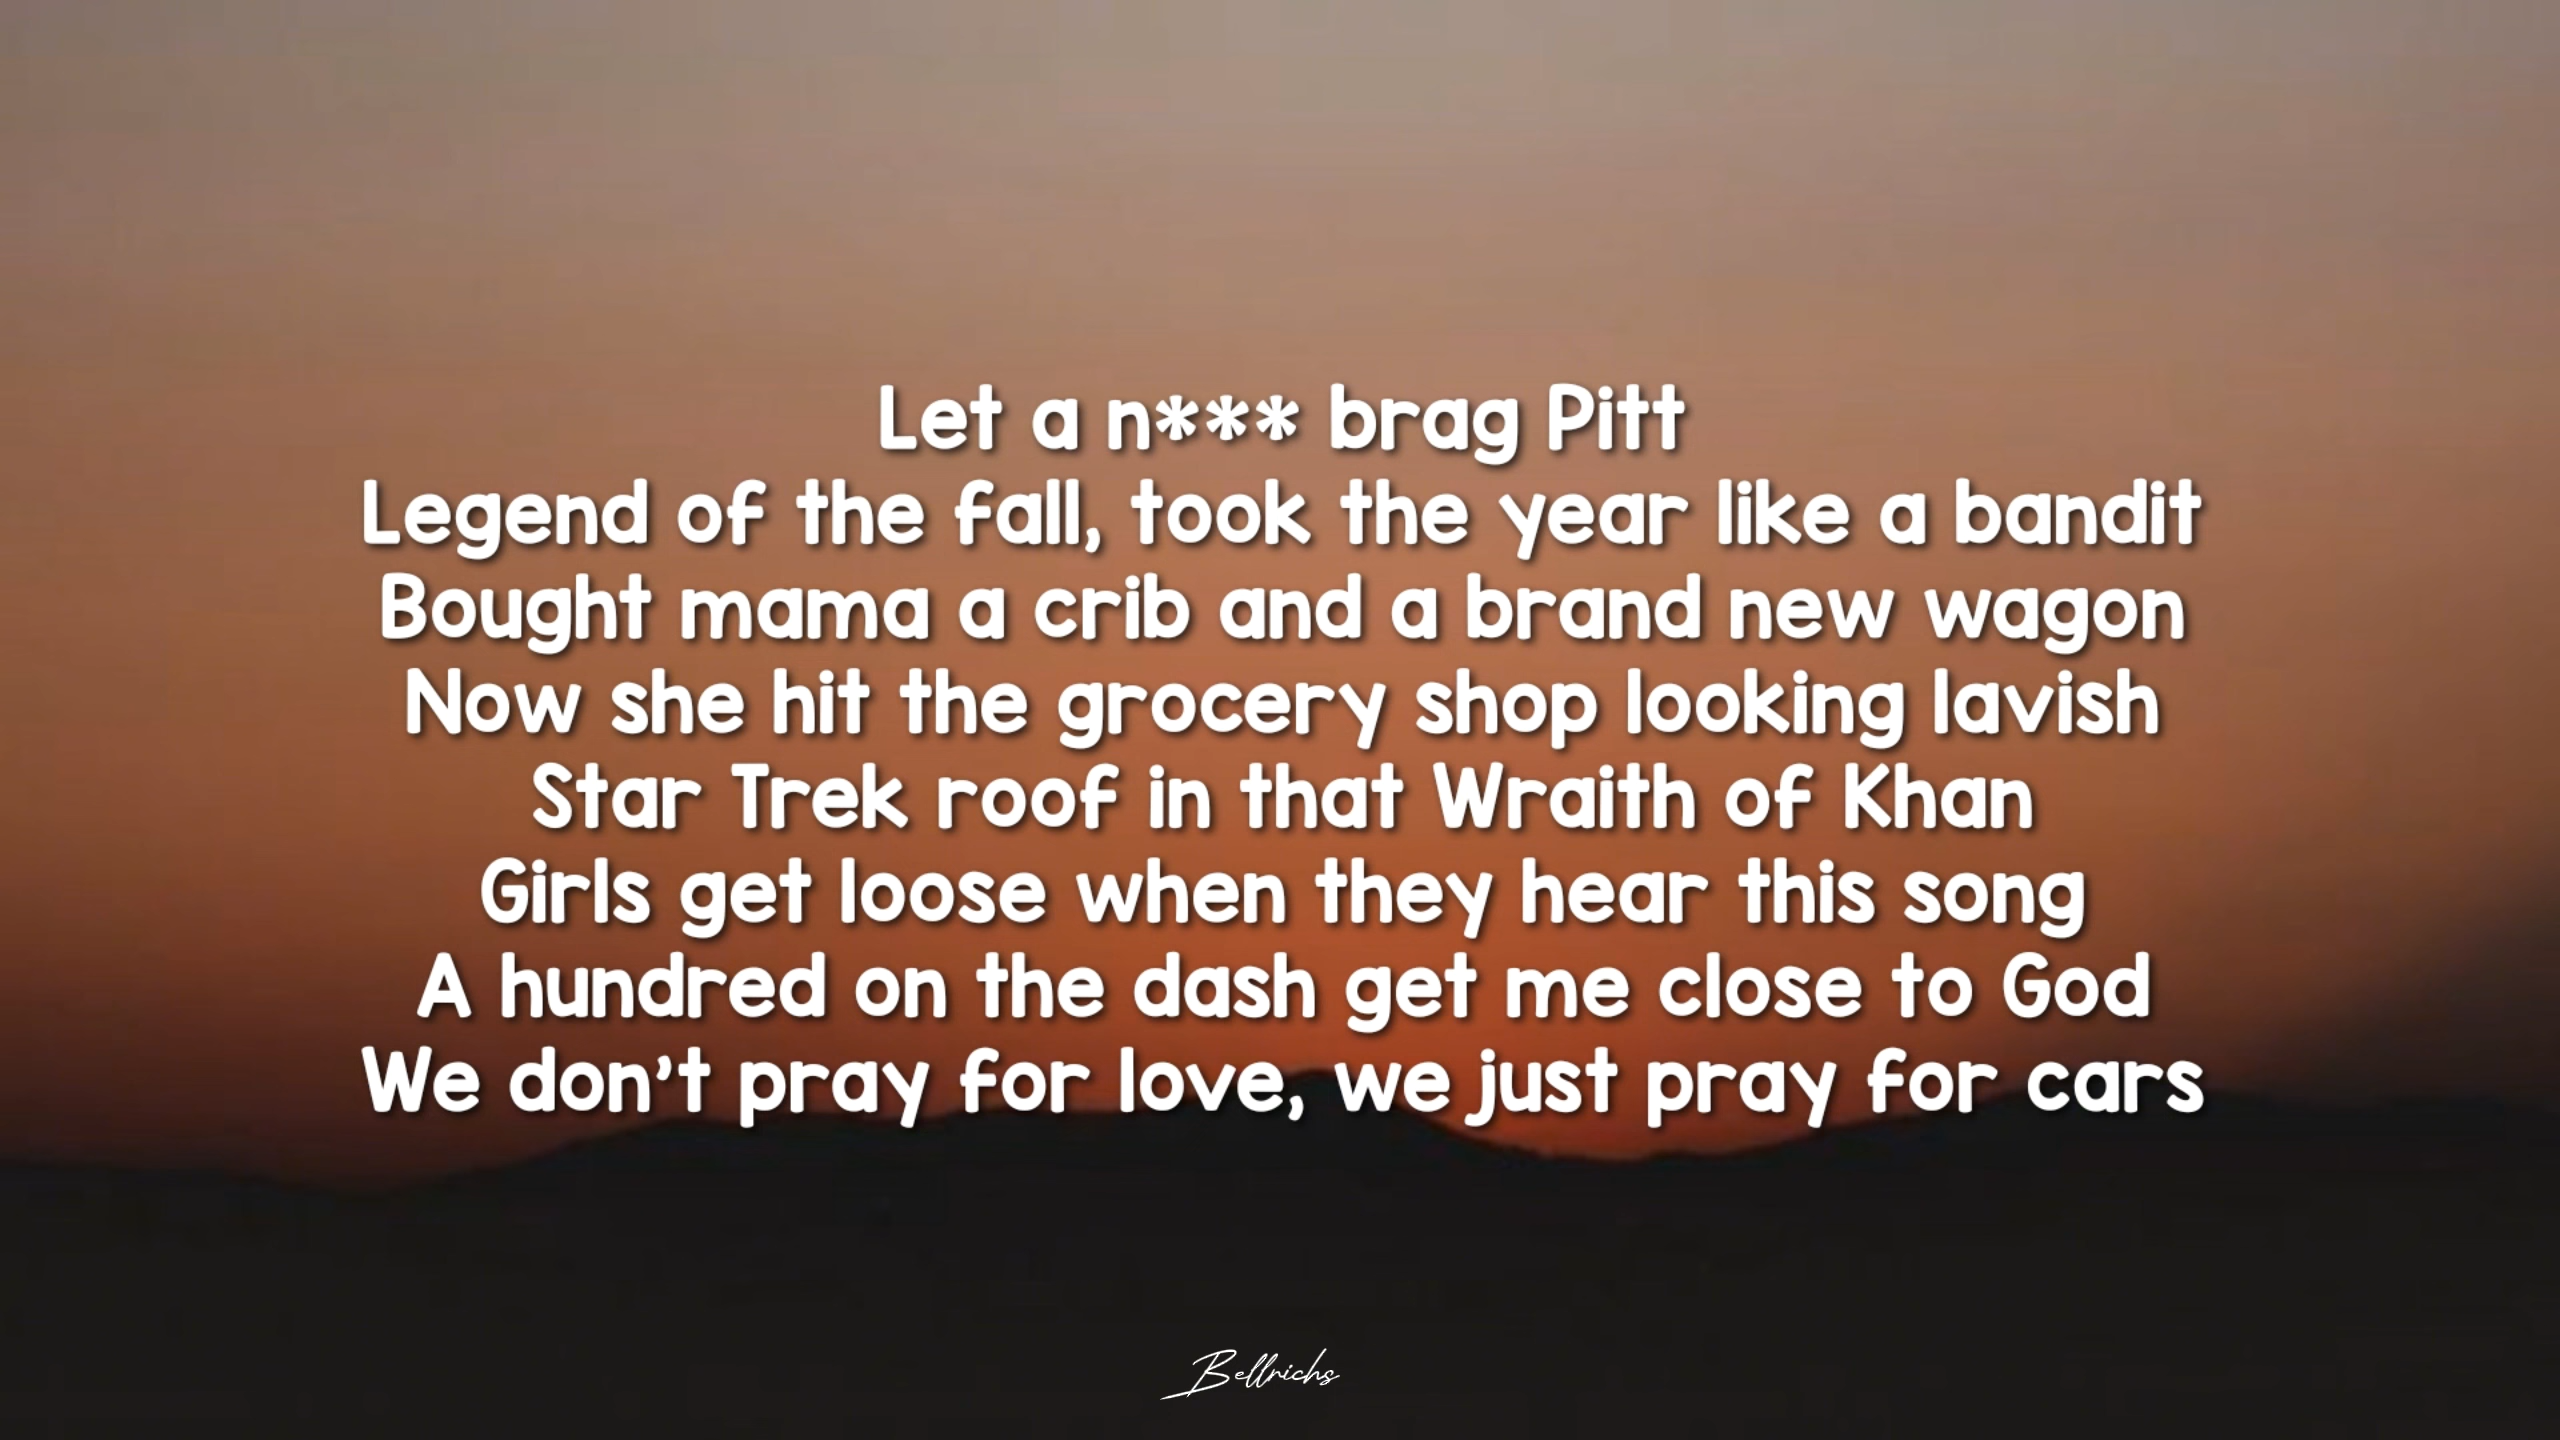 Let a n*** brag Pitt
Legend of the fall, took the year like a bandit
Bought mama a crib and a brand new wagon
Now she hit the grocery shop looking lavish
Star Trek roof in that Wraith of Khan
Girls get loose when they hear this song
A hundred on the dash get me close to God
We don't pray for love, we just pray for cars
Bellrichs